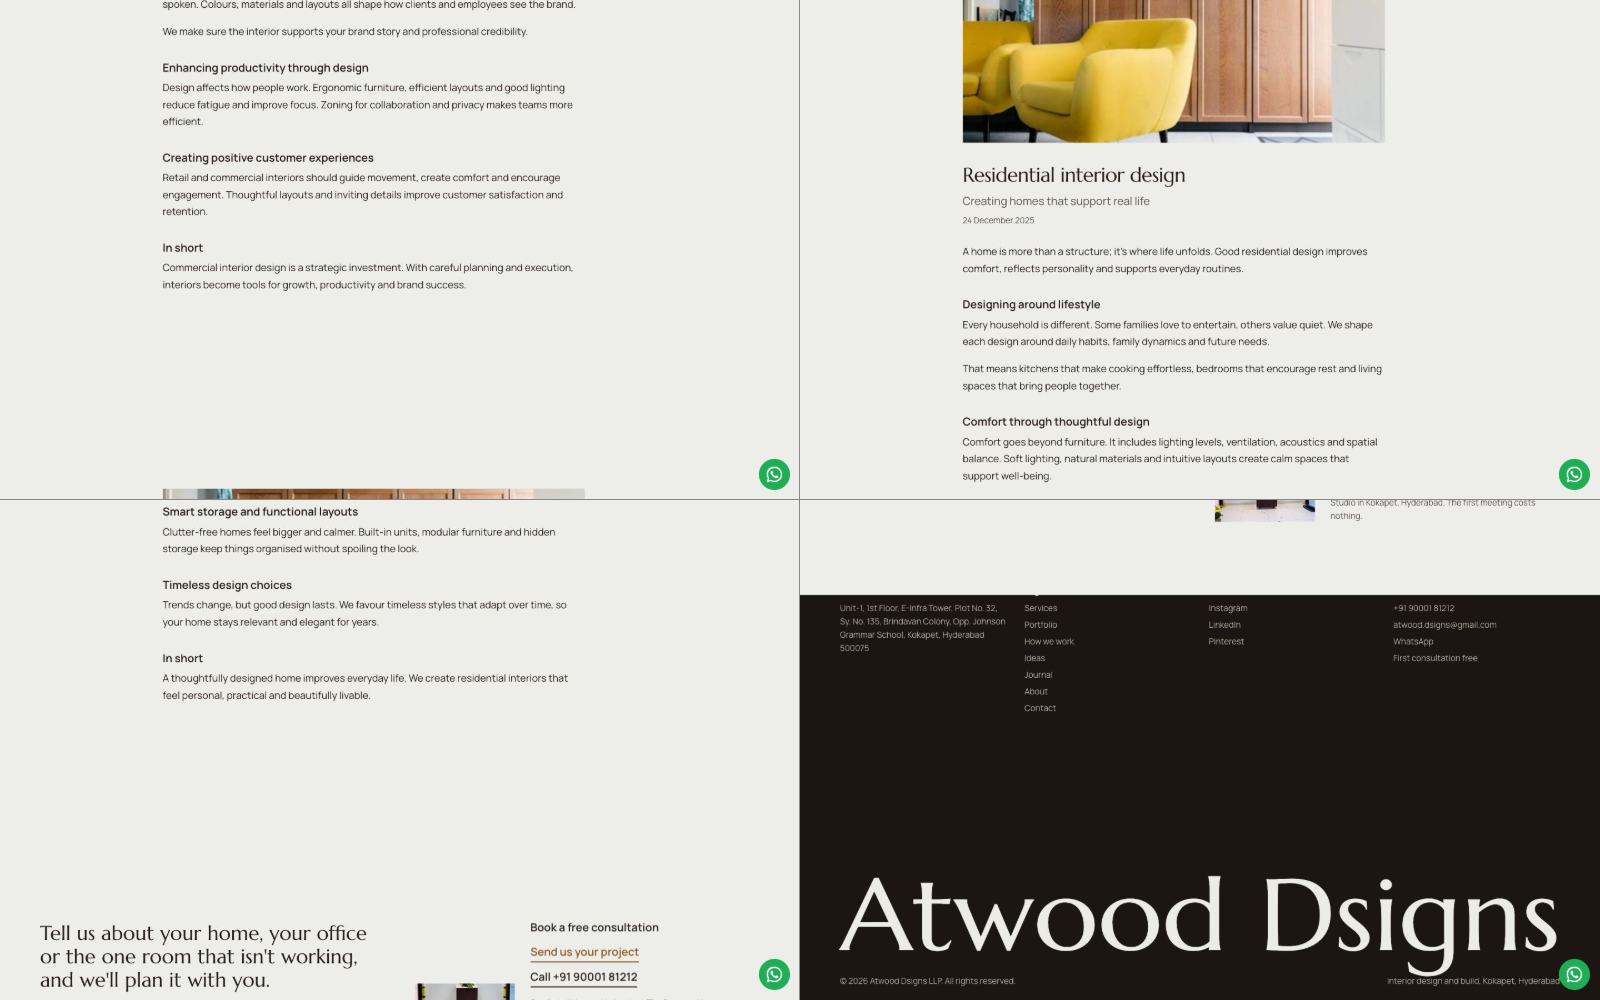 spoken. Colours, materials and layouts all shape how clients and employees see the brand.
We make sure the interior supports your brand story and professional credibility.
Enhancing productivity through design
Design affects how people work. Ergonomic furniture, efficient layouts and good lighting
reduce fatigue and improve focus. Zoning for collaboration and privacy makes teams more
efficient.
Creating positive customer experiences
Retail and commercial interiors should guide movement, create comfort and encourage
engagement. Thoughtful layouts and inviting details improve customer satisfaction and
retention.
In short
Commercial interior design is a strategic investment. With careful planning and execution,
interiors become tools for growth, productivity and brand success.
Residential interior design
Creating homes that support real life
24 December 2025
A home is more than a structure; it's where life unfolds. Good residential design improves
comfort, reflects personality and supports everyday routines.
Designing around lifestyle
Every household is different. Some families love to entertain, others value quiet. We shape
each design around daily habits, family dynamics and future needs.
That means kitchens that make cooking effortless, bedrooms that encourage rest and living
spaces that bring people together.
Comfort through thoughtful design
Comfort goes beyond furniture. It includes lighting levels, ventilation, acoustics and spatial
balance. Soft lighting, natural materials and intuitive layouts create calm spaces that
support well-being.
Smart storage and functional layouts
Clutter-free homes feel bigger and calmer. Built-in units, modular furniture and hidden
storage keep things organised without spoiling the look.
Timeless design choices
Trends change, but good design lasts. We favour timeless styles that adapt over time, so
your home stays relevant and elegant for years.
In short
A thoughtfully designed home improves everyday life. We create residential interiors that
feel personal, practical and beautifully livable.
Tell us about your home, your office
or the one room that isn't working,
and we'll plan it with you.
Book a free consultation
Send us your project
Call +91 90001 81212
Studio in Kokapet, Hyderabad. The first meeting costs
nothing.
Unit-1, 1st Floor, E-Infra Tower, Plot No. 32,
Sy. No. 135, Brindavan Colony, Opp. Johnson
Grammar School, Kokapet, Hyderabad
500075
Services
Portfolio
How we work
Ideas
Journal
About
Contact
Instagram
LinkedIn
Pinterest
+91 90001 81212
atwood.dsigns@gmail.com
WhatsApp
First consultation free
Atwood Dsigns
© 2026 Atwood Dsigns LLP. All rights reserved.
Interior design and build, Kokapet, Hyderabad